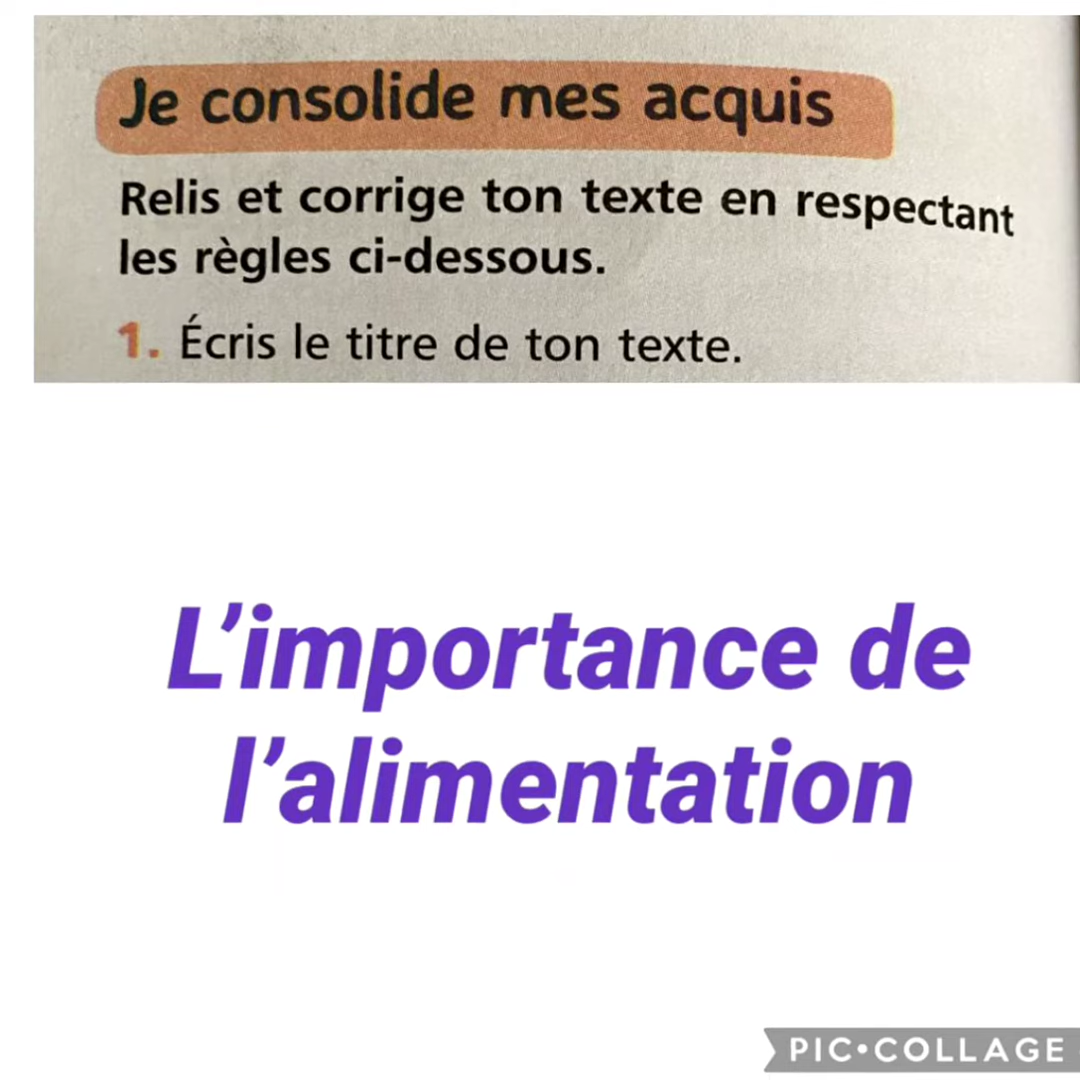 Je consolide mes acquis
Relis et corrige ton texte en respectant
les règles ci-dessous.
1. Écris le titre de ton texte.
L'importance de
l'alimentation
PIC•COLLAGE